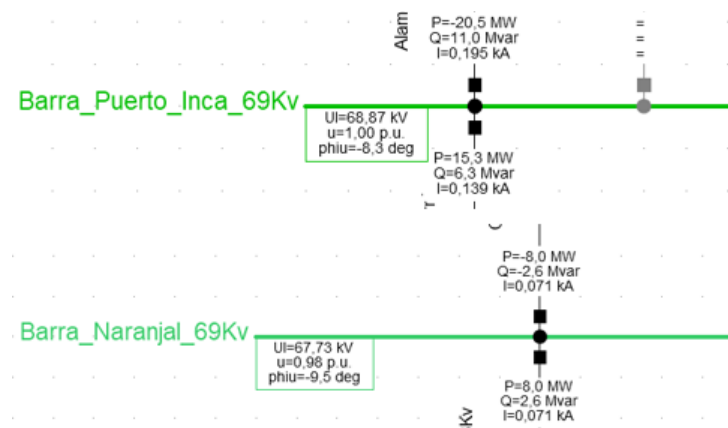 Alam
P=-20,5 MW
Q=11,0 Mvar
I=0,195 kA
=
=
=
Barra_Puerto_Inca_69Kv
Ul=68,87 kV
u=1,00 p.u.
phiu=-8,3 deg
P=15,3 MW
Q=6,3 Mvar
I=0,139 kA
P=-8,0 MW
Q=-2,6 Mvar
I=0,071 kA
Barra_Naranjal_69Kv
Ul=67,73 kV
u=0,98 p.u.
phiu=-9,5 deg
P=8,0 MW
Q=2,6 Mvar
I=0,071 kA
Kv